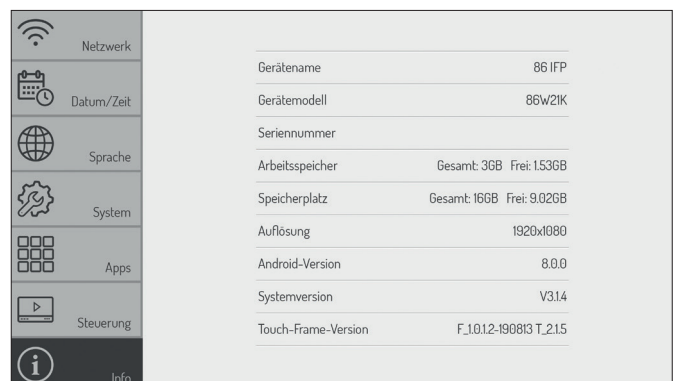 Netzwerk
Datum/Zeit
Sprache
System
Apps
Steuerung
Info
Gerätename 86 IFP
Gerätemodell 86W21K
Seriennummer
Arbeitsspeicher Gesamt: 3GB Frei: 1.53GB
Speicherplatz Gesamt: 16GB Frei: 9.02GB
Auflösung 1920x1080
Android-Version 8.0.0
Systemversion V3.1.4
Touch-Frame-Version F_1.0.1.2-190813 T_2.1.5